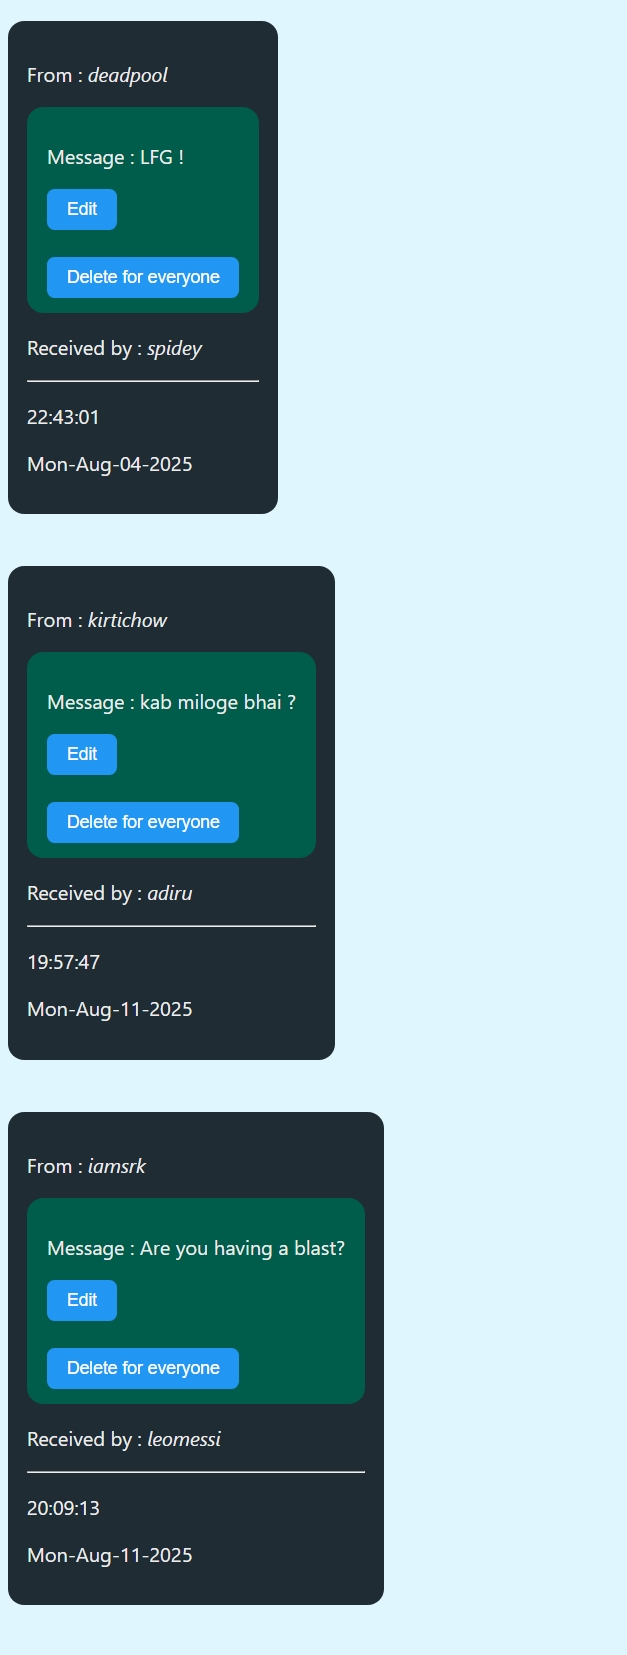 From : deadpool
Message : LFG !
Edit
Delete for everyone
Received by : spidey
22:43:01
Mon-Aug-04-2025
From : kirtichow
Message : kab miloge bhai ?
Edit
Delete for everyone
Received by : adiru
19:57:47
Mon-Aug-11-2025
From : iamsrk
Message : Are you having a blast?
Edit
Delete for everyone
Received by : leomessi
20:09:13
Mon-Aug-11-2025